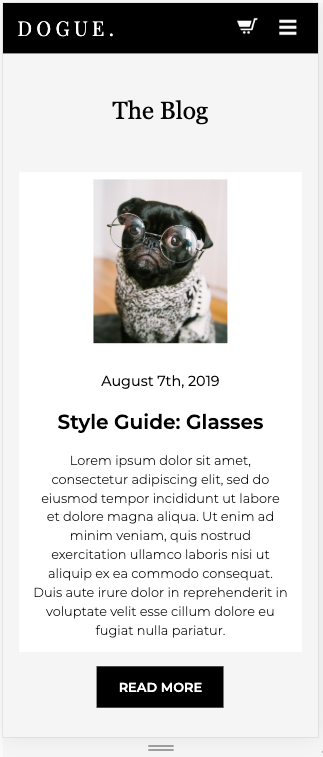 DOGUE.
The Blog
August 7th, 2019
Style Guide: Glasses
Lorem ipsum dolor sit amet,
consectetur adipiscing elit, sed do
eiusmod tempor incididunt ut labore
et dolore magna aliqua. Ut enim ad
minim veniam, quis nostrud
exercitation ullamco laboris nisi ut
aliquip ex ea commodo consequat.
Duis aute irure dolor in reprehenderit in
voluptate velit esse cillum dolore eu
fugiat nulla pariatur.
READ MORE